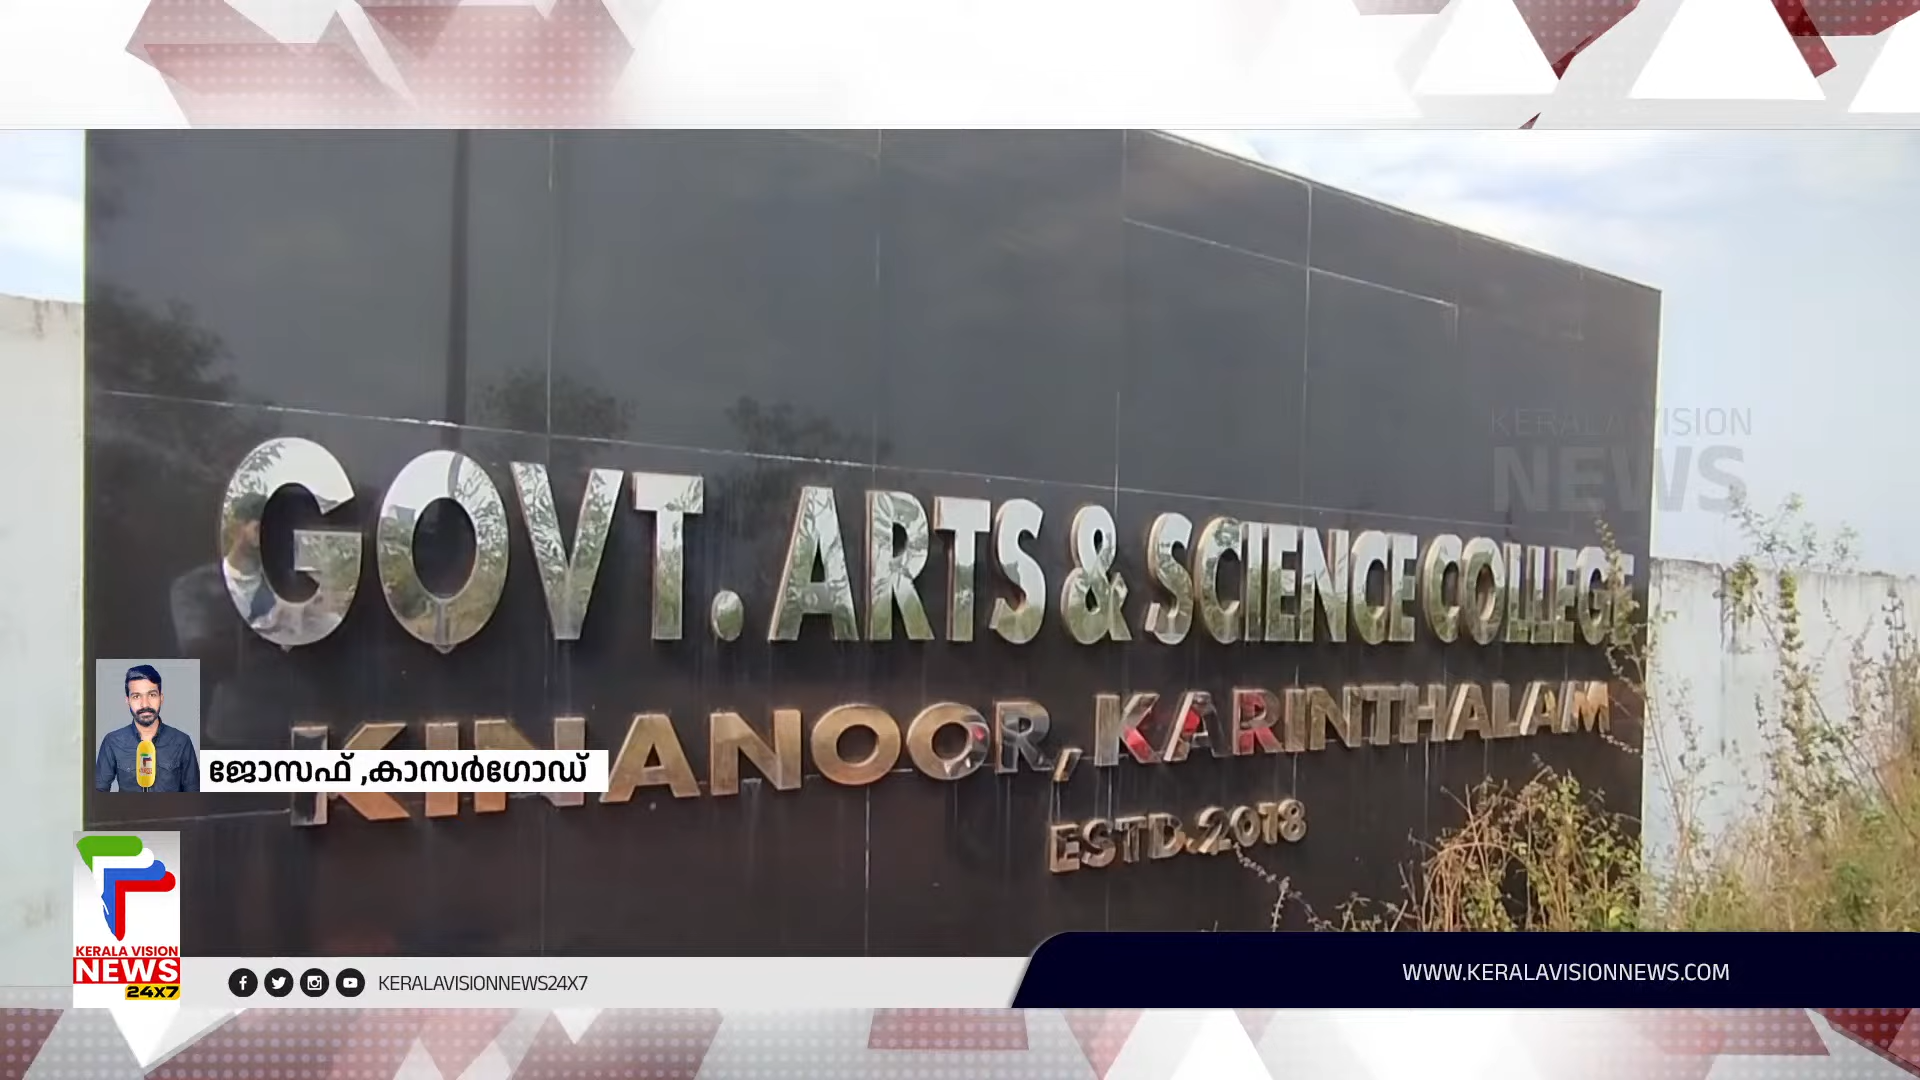 KERALA VISION
NEWS
GOVT. ARTS & SCIENCE COLLEGE
KINANOOR, KARINTHALAM
ESTD.2018
ജോസഫ് ,കാസർഗോഡ്
KERALA VISION
NEWS
24X7
KERALAVISIONNEWS24X7
WWW.KERALAVISIONNEWS.COM